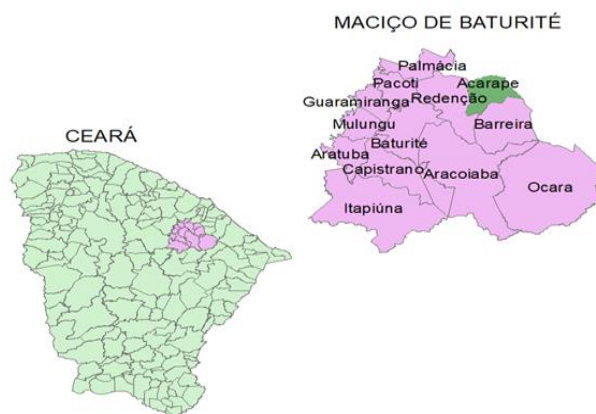 MACIÇO DE BATURITÉ
Palmácia
Pacoti
Acarape
Guaramiranga
Redenção
Mulungu
Barreira
Baturité
Aratuba
Capistrano
Aracoiaba
Ocara
Itapiúna
CEARÁ